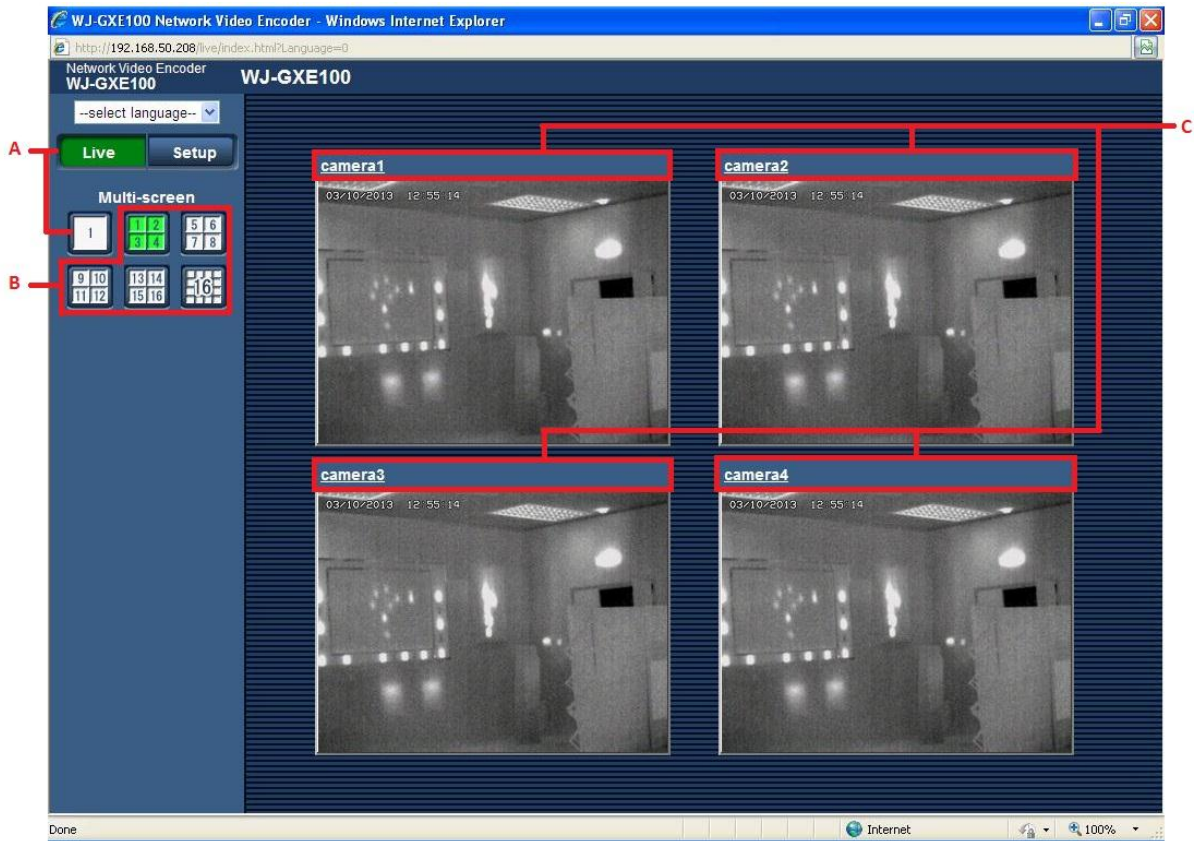 WJ-GXE100 Network Video Encoder - Windows Internet Explorer
http://192.168.50.208/live/index.html?Language=0
Network Video Encoder
WJ-GXE100
WJ-GXE100
--select language--
C
A
Live
Setup
camera1
camera2
Multi-screen
03/10/2013 12:55:14
03/10/2013 12:55:14
1
1 2
3 4
5 6
7 8
B
9 10
11 12
13 14
15 16
16
camera3
camera4
03/10/2013 12:55:14
03/10/2013 12:55:14
Done
Internet
100%